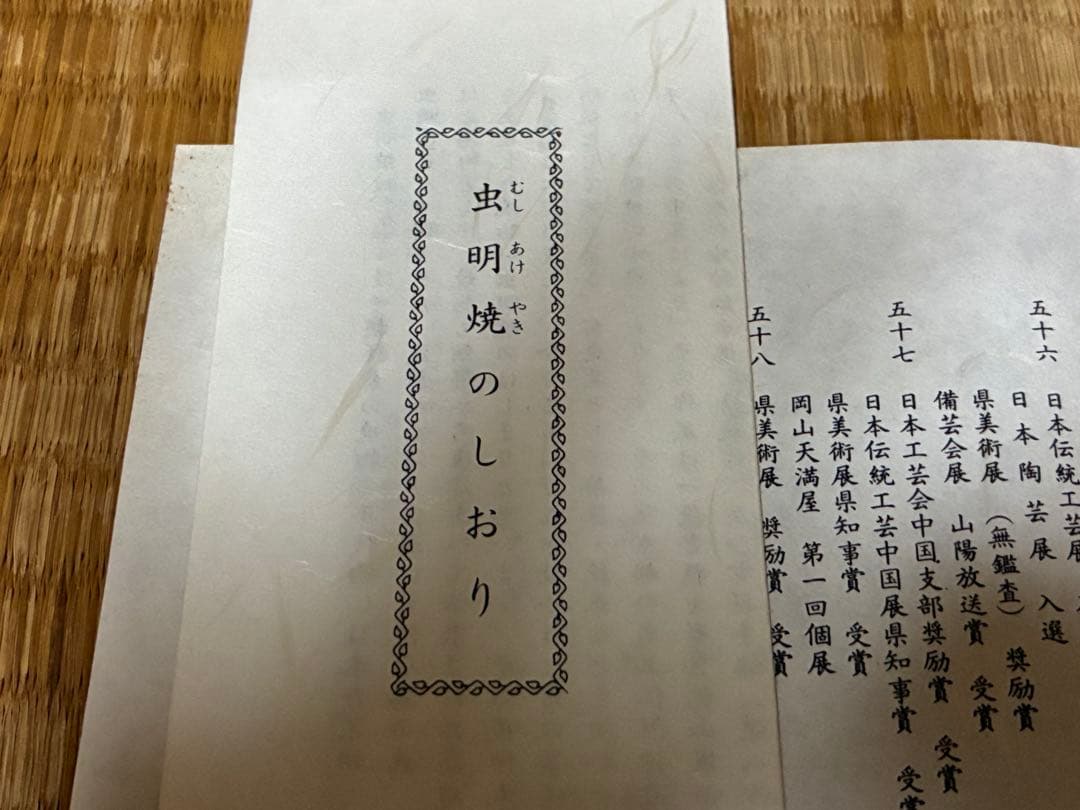 虫明焼のしおり
むし あけ やき
五十六 日本伝統工芸展
日本陶芸展 入選
県美術展 (無鑑査) 奨励賞
備芸会展 山陽放送賞 受賞
五十七 日本工芸会中国支部奨励賞 受賞
日本伝統工芸中国展県知事賞 受賞
県美術展県知事賞 受賞
岡山天満屋 第一回個展
五十八 県美術展 奨励賞 受賞